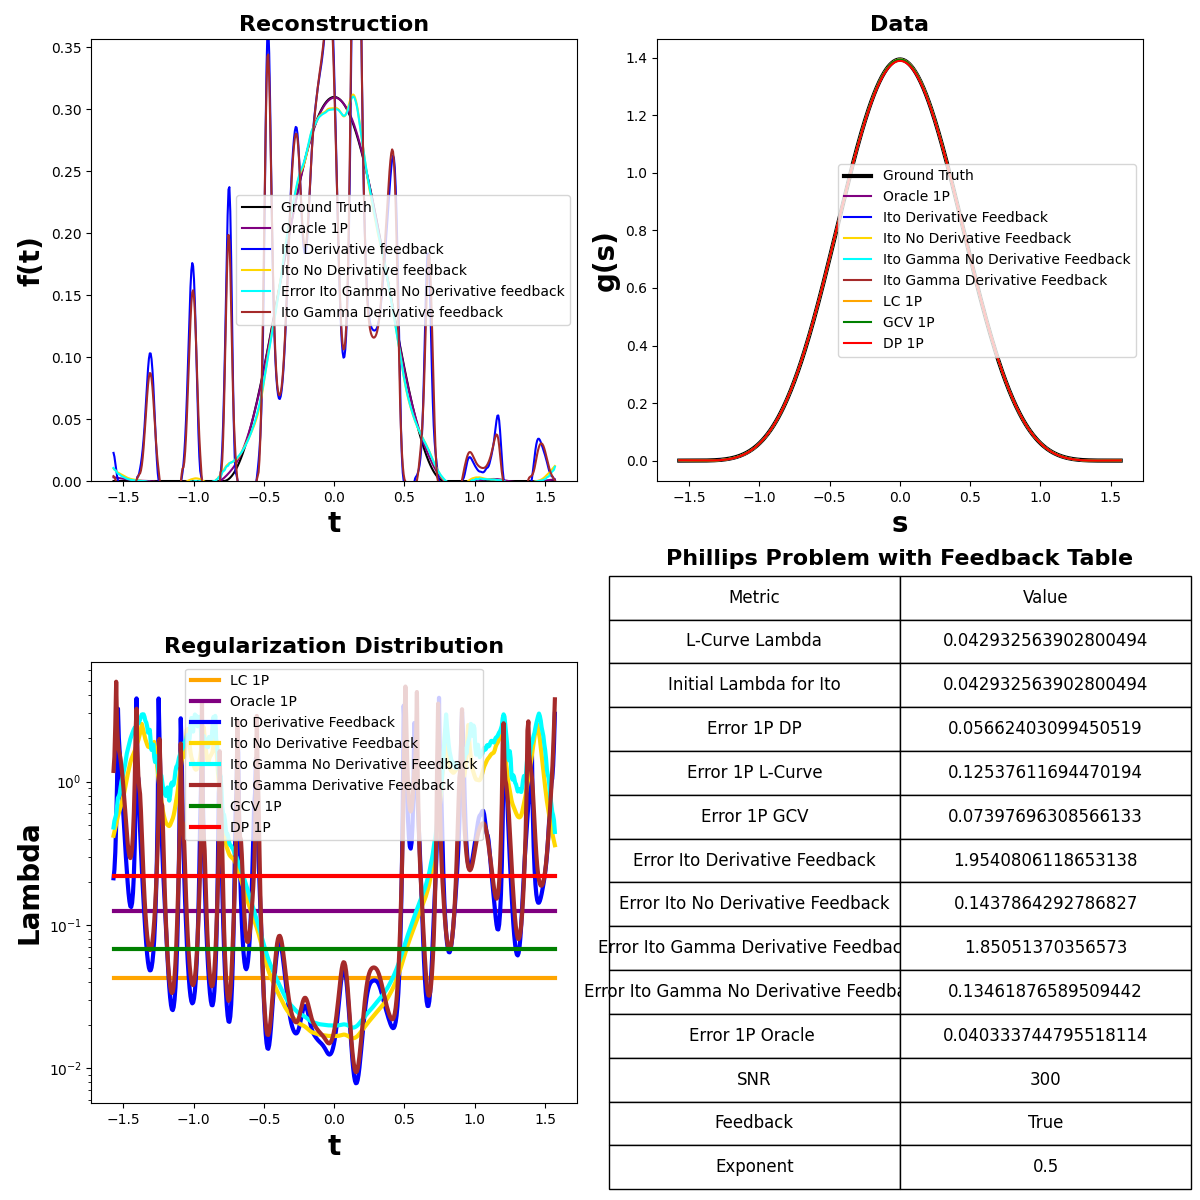 Reconstruction
f(t)
0.35
0.30
0.25
0.20
0.15
0.10
0.05
0.00
−1.5 −1.0 −0.5 0.0 0.5 1.0 1.5
t
Ground Truth
Oracle 1P
Ito Derivative feedback
Ito No Derivative feedback
Error Ito Gamma No Derivative feedback
Ito Gamma Derivative feedback
Data
g(s)
1.4
1.2
1.0
0.8
0.6
0.4
0.2
0.0
−1.5 −1.0 −0.5 0.0 0.5 1.0 1.5
s
Ground Truth
Oracle 1P
Ito Derivative Feedback
Ito No Derivative Feedback
Ito Gamma No Derivative Feedback
Ito Gamma Derivative Feedback
LC 1P
GCV 1P
DP 1P
Regularization Distribution
Lambda
10⁰
10⁻¹
10⁻²
−1.5 −1.0 −0.5 0.0 0.5 1.0 1.5
t
LC 1P
Oracle 1P
Ito Derivative Feedback
Ito No Derivative Feedback
Ito Gamma No Derivative Feedback
Ito Gamma Derivative Feedback
GCV 1P
DP 1P
Phillips Problem with Feedback Table
Metric Value
L-Curve Lambda 0.042932563902800494
Initial Lambda for Ito 0.042932563902800494
Error 1P DP 0.05662403099450519
Error 1P L-Curve 0.12537611694470194
Error 1P GCV 0.07397696308566133
Error Ito Derivative Feedback 1.9540806118653138
Error Ito No Derivative Feedback 0.1437864292786827
Error Ito Gamma Derivative Feedbac 1.85051370356573
Error Ito Gamma No Derivative Feedba 0.13461876589509442
Error 1P Oracle 0.040333744795518114
SNR 300
Feedback True
Exponent 0.5